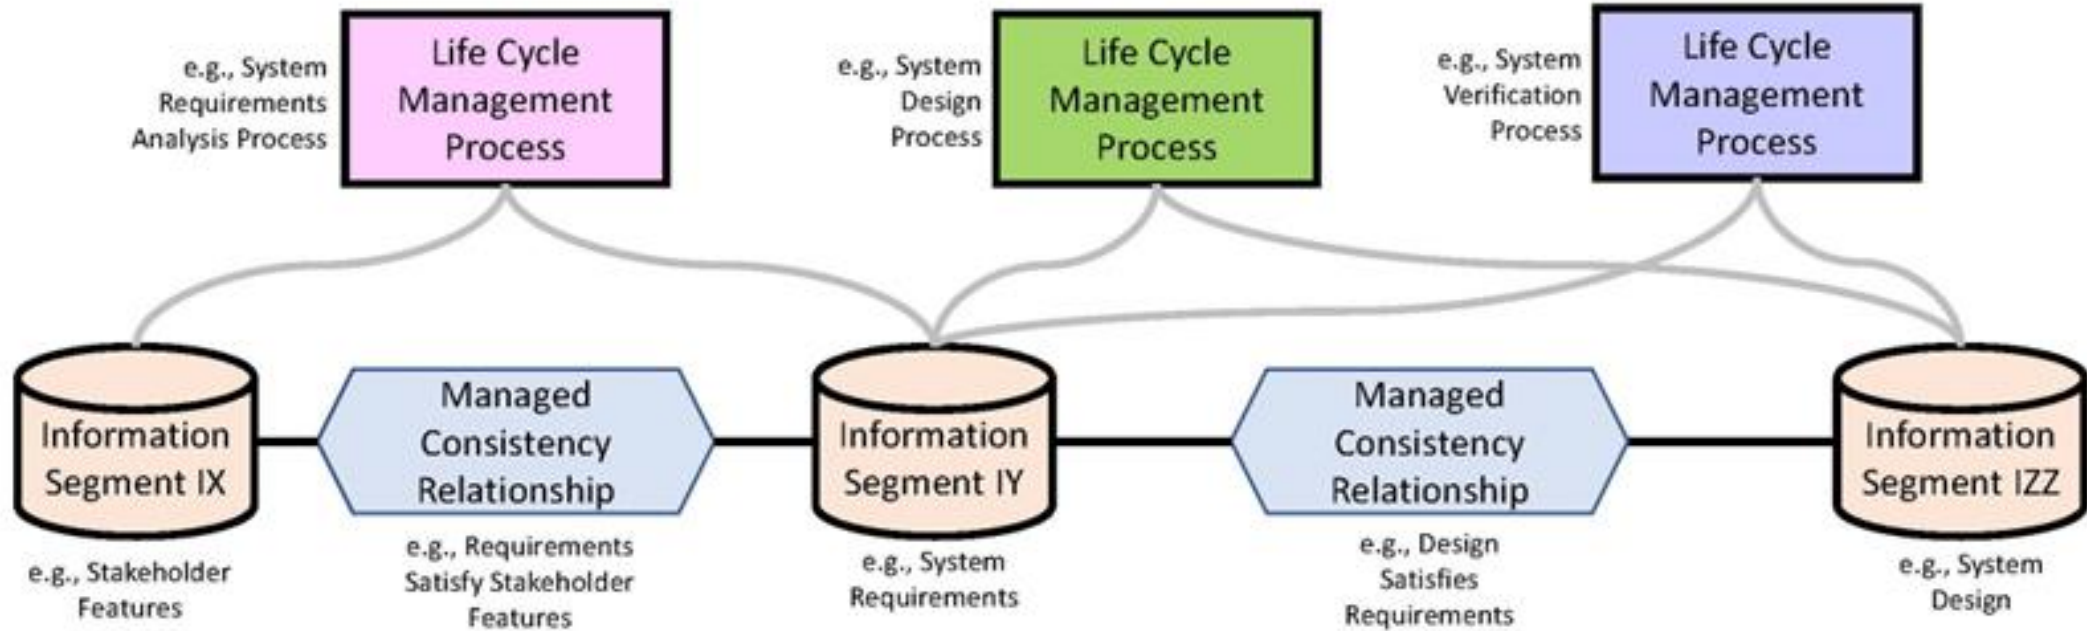 e.g., System
Requirements
Analysis Process
Life Cycle
Management
Process
e.g., System
Design
Process
Life Cycle
Management
Process
e.g., System
Verification
Process
Life Cycle
Management
Process
Information
Segment IX
e.g., Stakeholder
Features
Managed
Consistency
Relationship
e.g., Requirements
Satisfy Stakeholder
Features
Information
Segment IY
e.g., System
Requirements
Managed
Consistency
Relationship
e.g., Design
Satisfies
Requirements
Information
Segment IZZ
e.g., System
Design